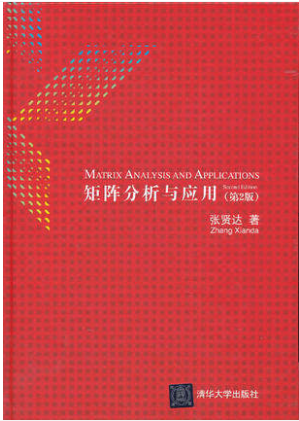 MATRIX ANALYSIS AND APPLICATIONS
矩阵分析与应用 Second Edition （第2版）
张贤达 著
Zhang Xianda
清华大学出版社